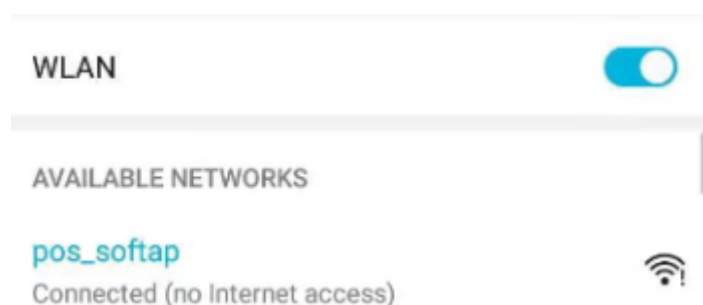 WLAN
AVAILABLE NETWORKS
pos_softap
Connected (no Internet access)